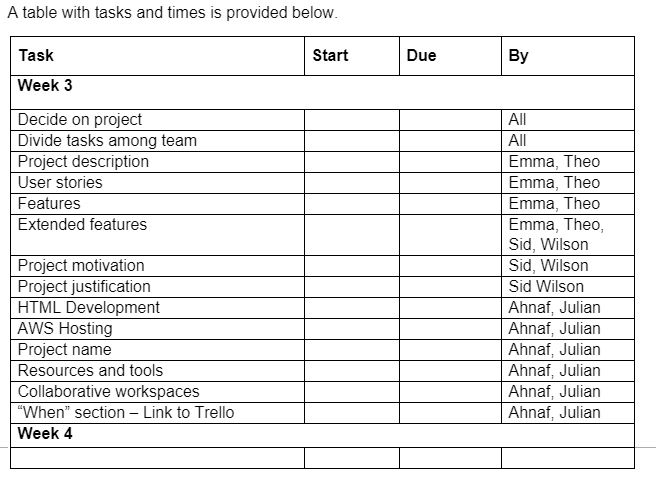 A table with tasks and times is provided below.
Task Start Due By
Week 3
Decide on project All
Divide tasks among team All
Project description Emma, Theo
User stories Emma, Theo
Features Emma, Theo
Extended features Emma, Theo,
Sid, Wilson
Project motivation Sid, Wilson
Project justification Sid Wilson
HTML Development Ahnaf, Julian
AWS Hosting Ahnaf, Julian
Project name Ahnaf, Julian
Resources and tools Ahnaf, Julian
Collaborative workspaces Ahnaf, Julian
“When” section – Link to Trello Ahnaf, Julian
Week 4